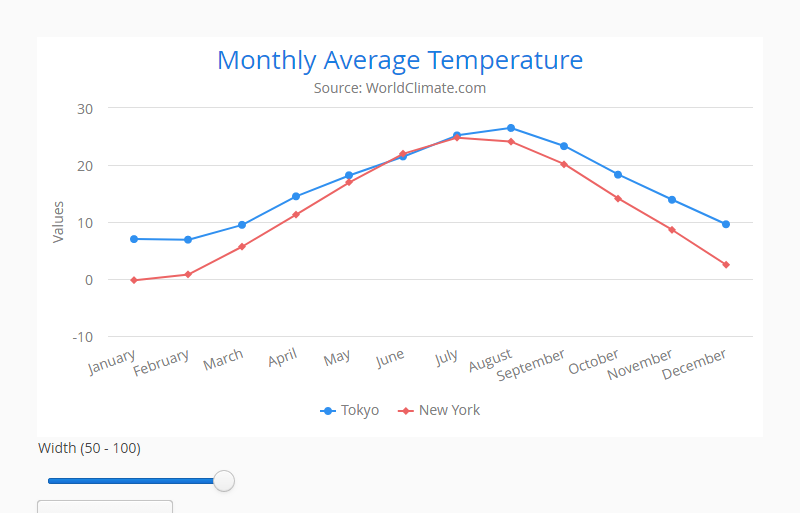 Monthly Average Temperature
Source: WorldClimate.com
30
20
10
0
-10
Values
January February March April May June July August September October November December
Tokyo New York
Width (50 - 100)